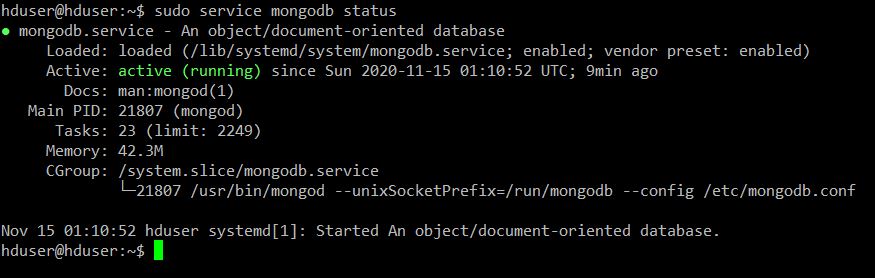 hduser@hduser:~$ sudo service mongodb status
● mongodb.service - An object/document-oriented database
Loaded: loaded (/lib/systemd/system/mongodb.service; enabled; vendor preset: enabled)
Active: active (running) since Sun 2020-11-15 01:10:52 UTC; 9min ago
Docs: man:mongod(1)
Main PID: 21807 (mongod)
Tasks: 23 (limit: 2249)
Memory: 42.3M
CGroup: /system.slice/mongodb.service
└─21807 /usr/bin/mongod --unixSocketPrefix=/run/mongodb --config /etc/mongodb.conf
Nov 15 01:10:52 hduser systemd[1]: Started An object/document-oriented database.
hduser@hduser:~$